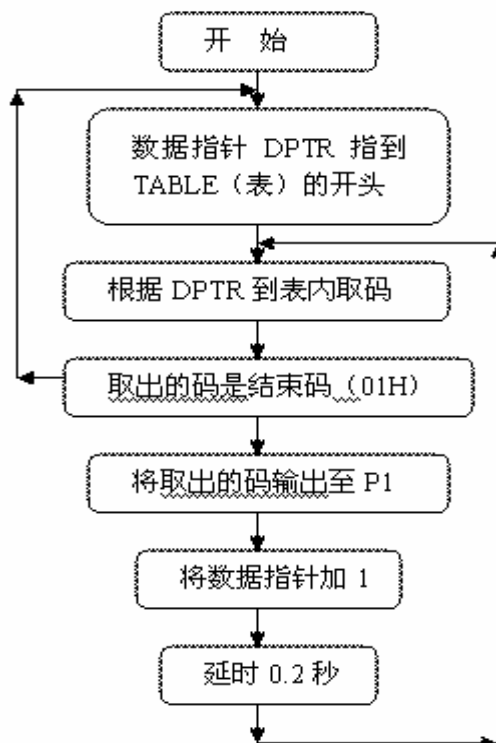 开 始
数据指针 DPTR 指到
TABLE（表）的开头
根据 DPTR 到表内取码
取出的码是结束码（01H）
将取出的码输出至 P1
将数据指针加 1
延时 0.2 秒